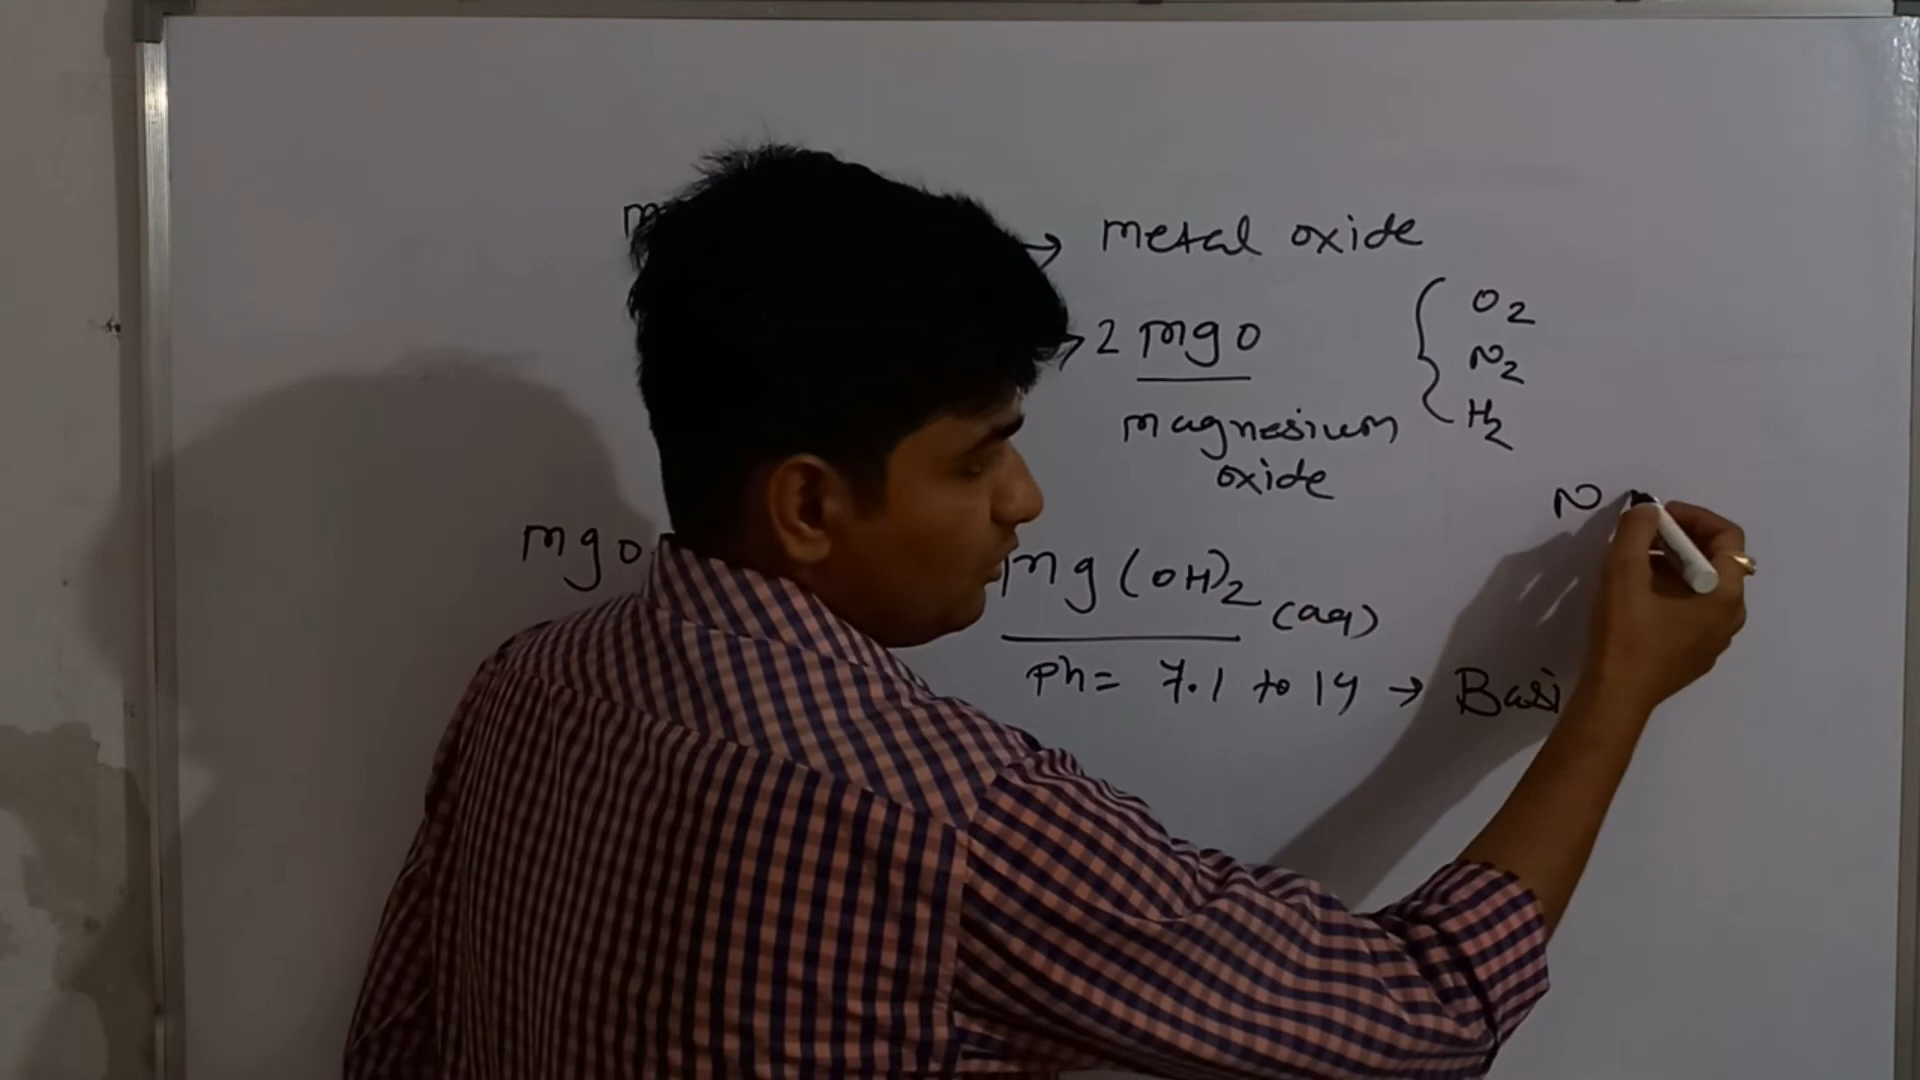 → metal oxide
→ 2 mgo
magnesium
oxide
O2
N2
H2
N
mgo
mg(OH)2 (aq)
Ph = 7.1 to 14 → Basi